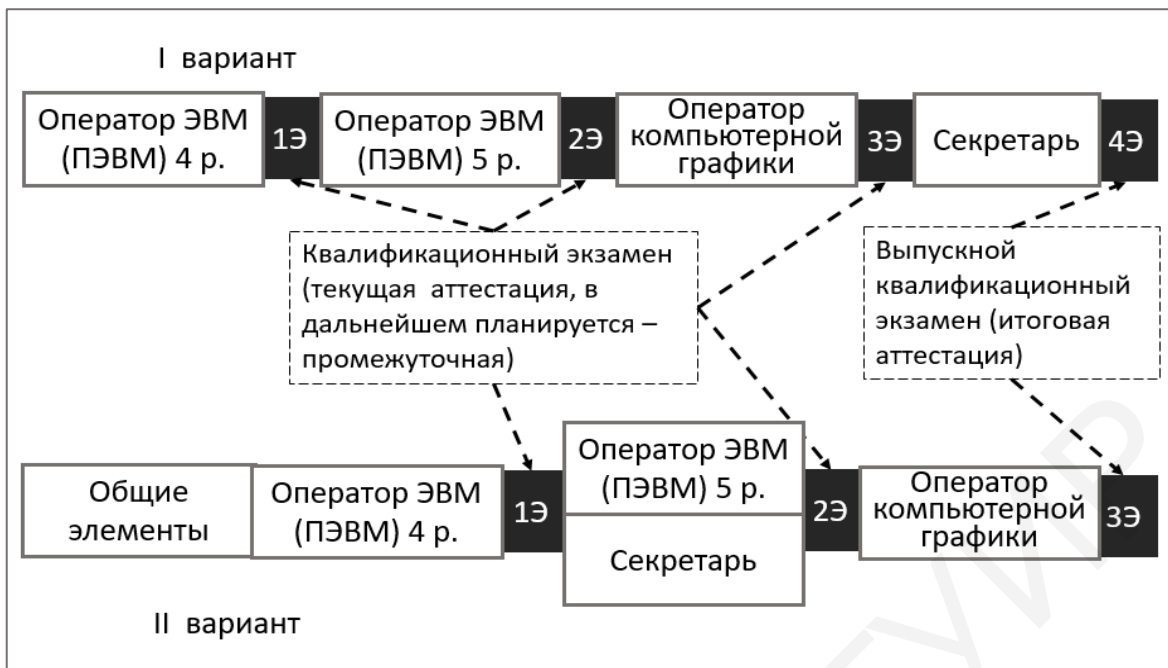 I вариант
Оператор ЭВМ
(ПЭВМ) 4 р.
1Э
Оператор ЭВМ
(ПЭВМ) 5 р.
2Э
Оператор
компьютерной
графики
3Э
Секретарь
4Э
Квалификационный экзамен
(текущая аттестация, в
дальнейшем планируется –
промежуточная)
Выпускной
квалификационный
экзамен (итоговая
аттестация)
Общие
элементы
Оператор ЭВМ
(ПЭВМ) 4 р.
1Э
Оператор ЭВМ
(ПЭВМ) 5 р.
Секретарь
2Э
Оператор
компьютерной
графики
3Э
II вариант